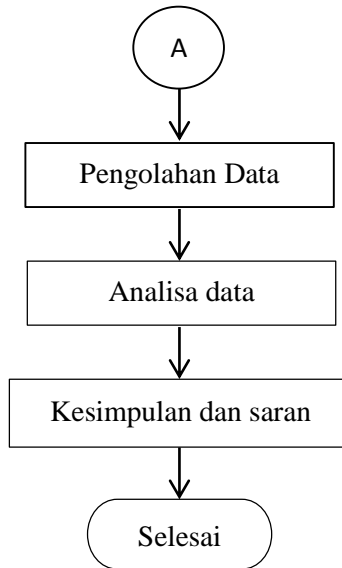 A
Pengolahan Data
Analisa data
Kesimpulan dan saran
Selesai